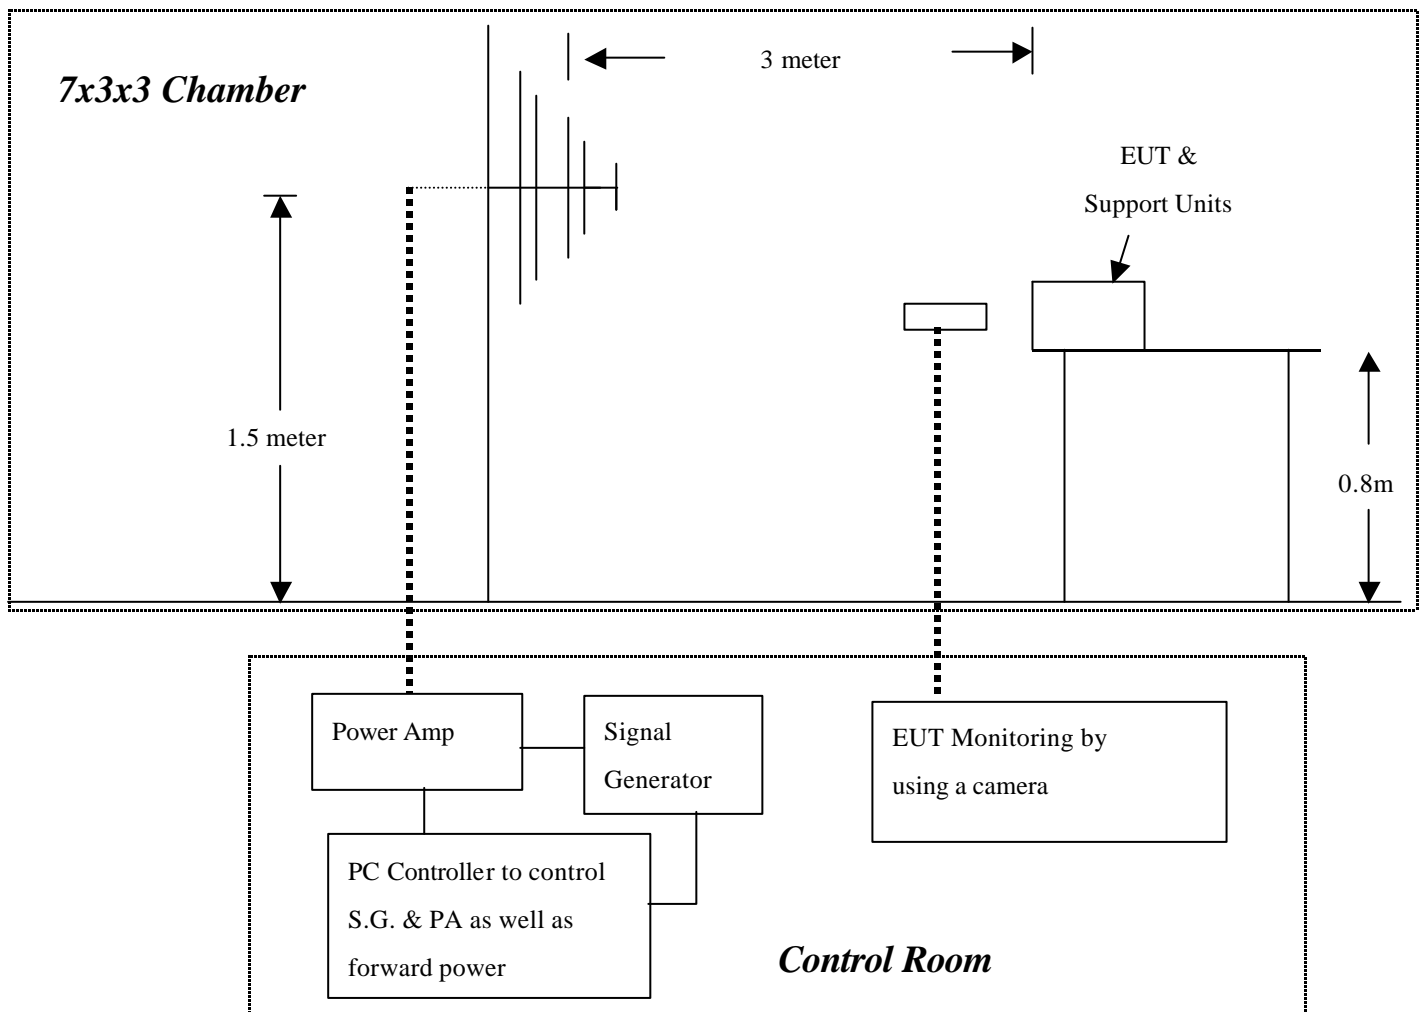 7x3x3 Chamber
3 meter
EUT &
Support Units
1.5 meter
0.8m
Power Amp
Signal
Generator
EUT Monitoring by
using a camera
PC Controller to control
S.G. & PA as well as
forward power
Control Room